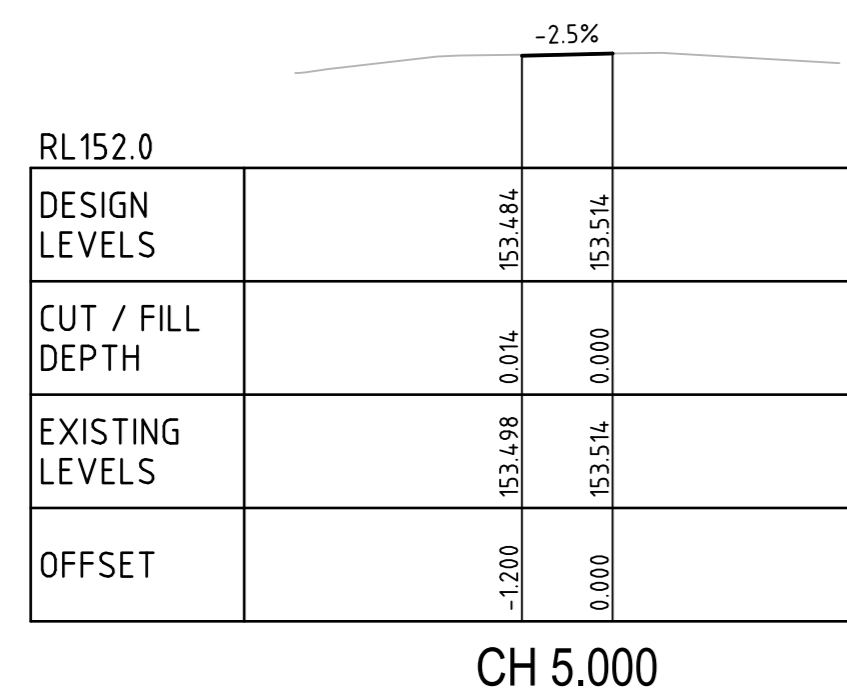 -2.5%
RL152.0
DESIGN
LEVELS
153.484
153.514
CUT / FILL
DEPTH
0.014
0.000
EXISTING
LEVELS
153.498
153.514
OFFSET
-1.200
0.000
CH 5.000